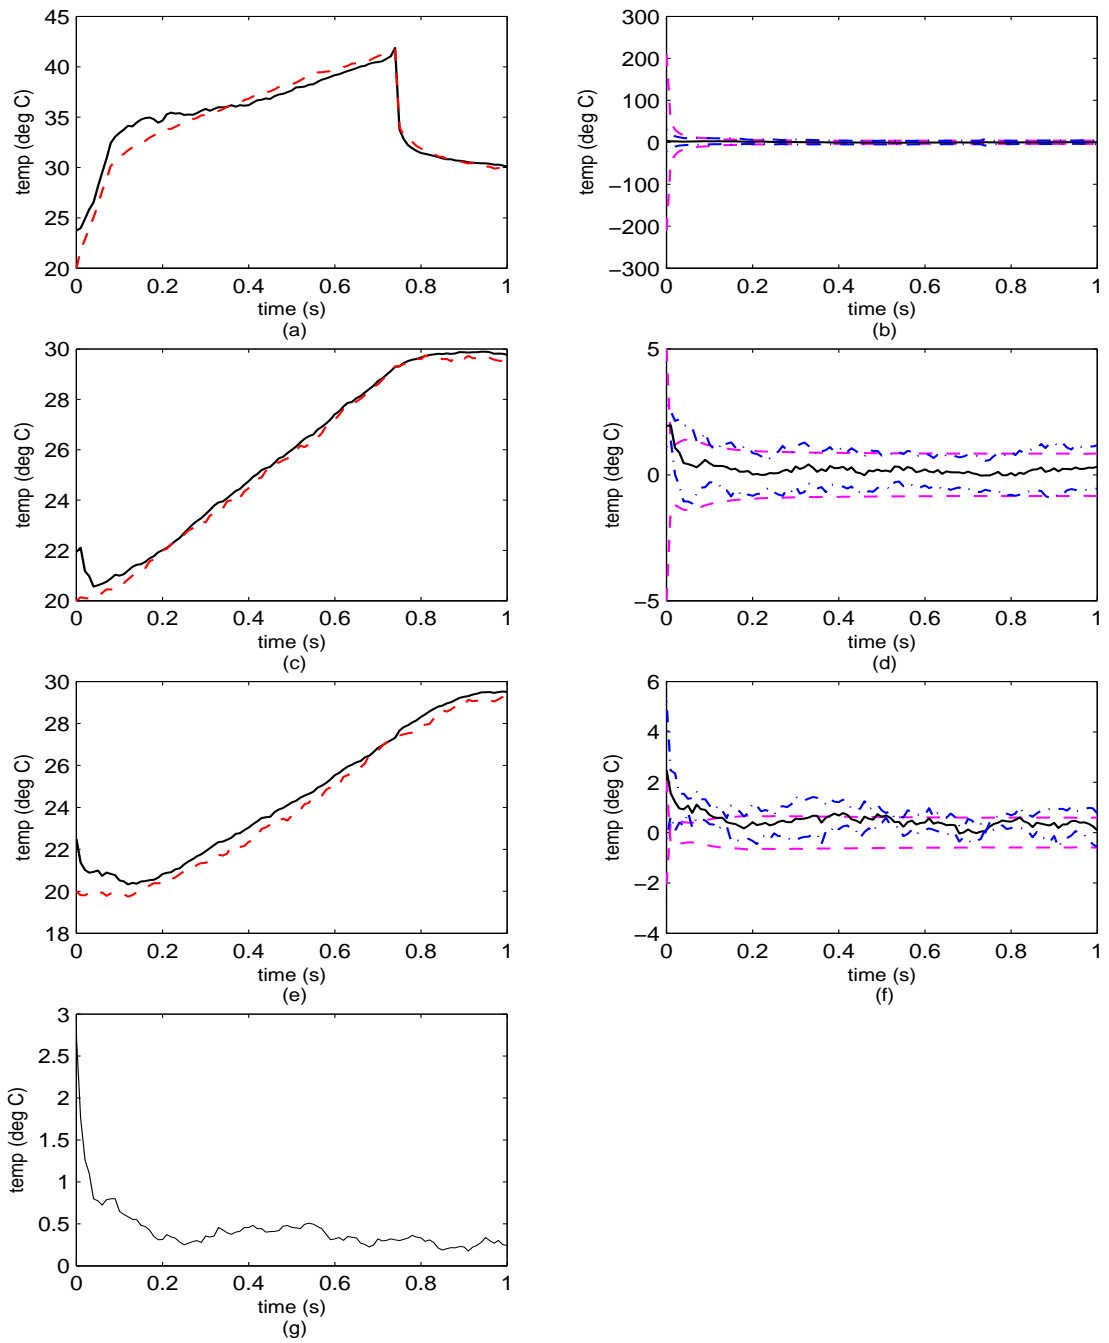 45
40
35
30
25
20
temp (deg C)
0 0.2 0.4 0.6 0.8 1
time (s)
(a)
300
200
100
0
−100
−200
−300
temp (deg C)
0 0.2 0.4 0.6 0.8 1
time (s)
(b)
30
28
26
24
22
20
temp (deg C)
0 0.2 0.4 0.6 0.8 1
time (s)
(c)
5
0
−5
temp (deg C)
0 0.2 0.4 0.6 0.8 1
time (s)
(d)
30
28
26
24
22
20
18
temp (deg C)
0 0.2 0.4 0.6 0.8 1
time (s)
(e)
6
4
2
0
−2
−4
temp (deg C)
0 0.2 0.4 0.6 0.8 1
time (s)
(f)
3
2.5
2
1.5
1
0.5
0
temp (deg C)
0 0.2 0.4 0.6 0.8 1
time (s)
(g)